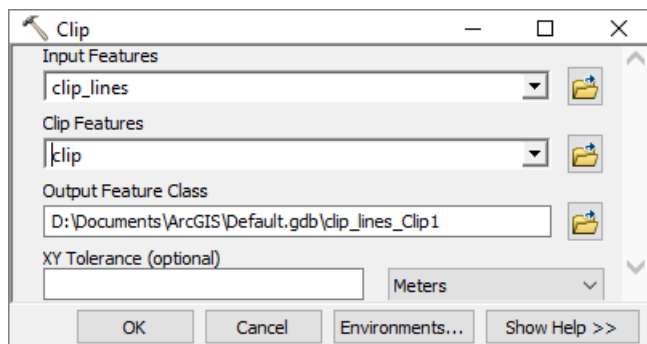 Clip
Input Features
clip_lines
Clip Features
clip
Output Feature Class
D:\Documents\ArcGIS\Default.gdb\clip_lines_Clip1
XY Tolerance (optional)
Meters
OK Cancel Environments... Show Help >>